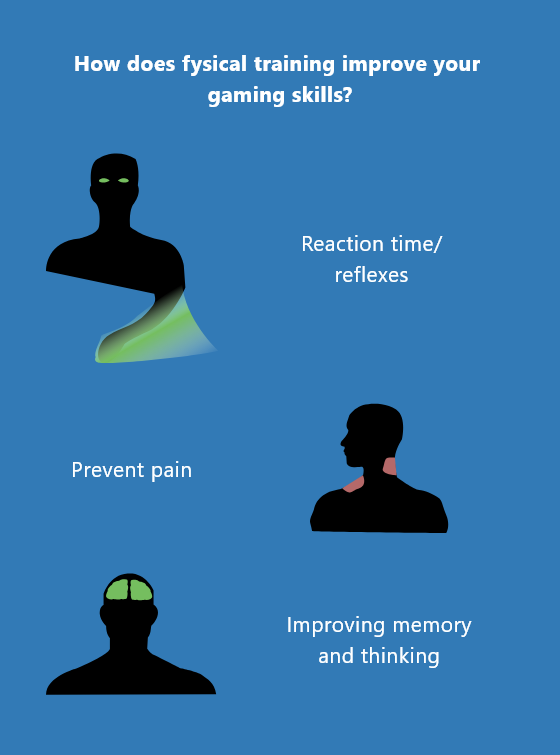 How does fysical training improve your
gaming skills?
Reaction time/
reflexes
Prevent pain
Improving memory
and thinking